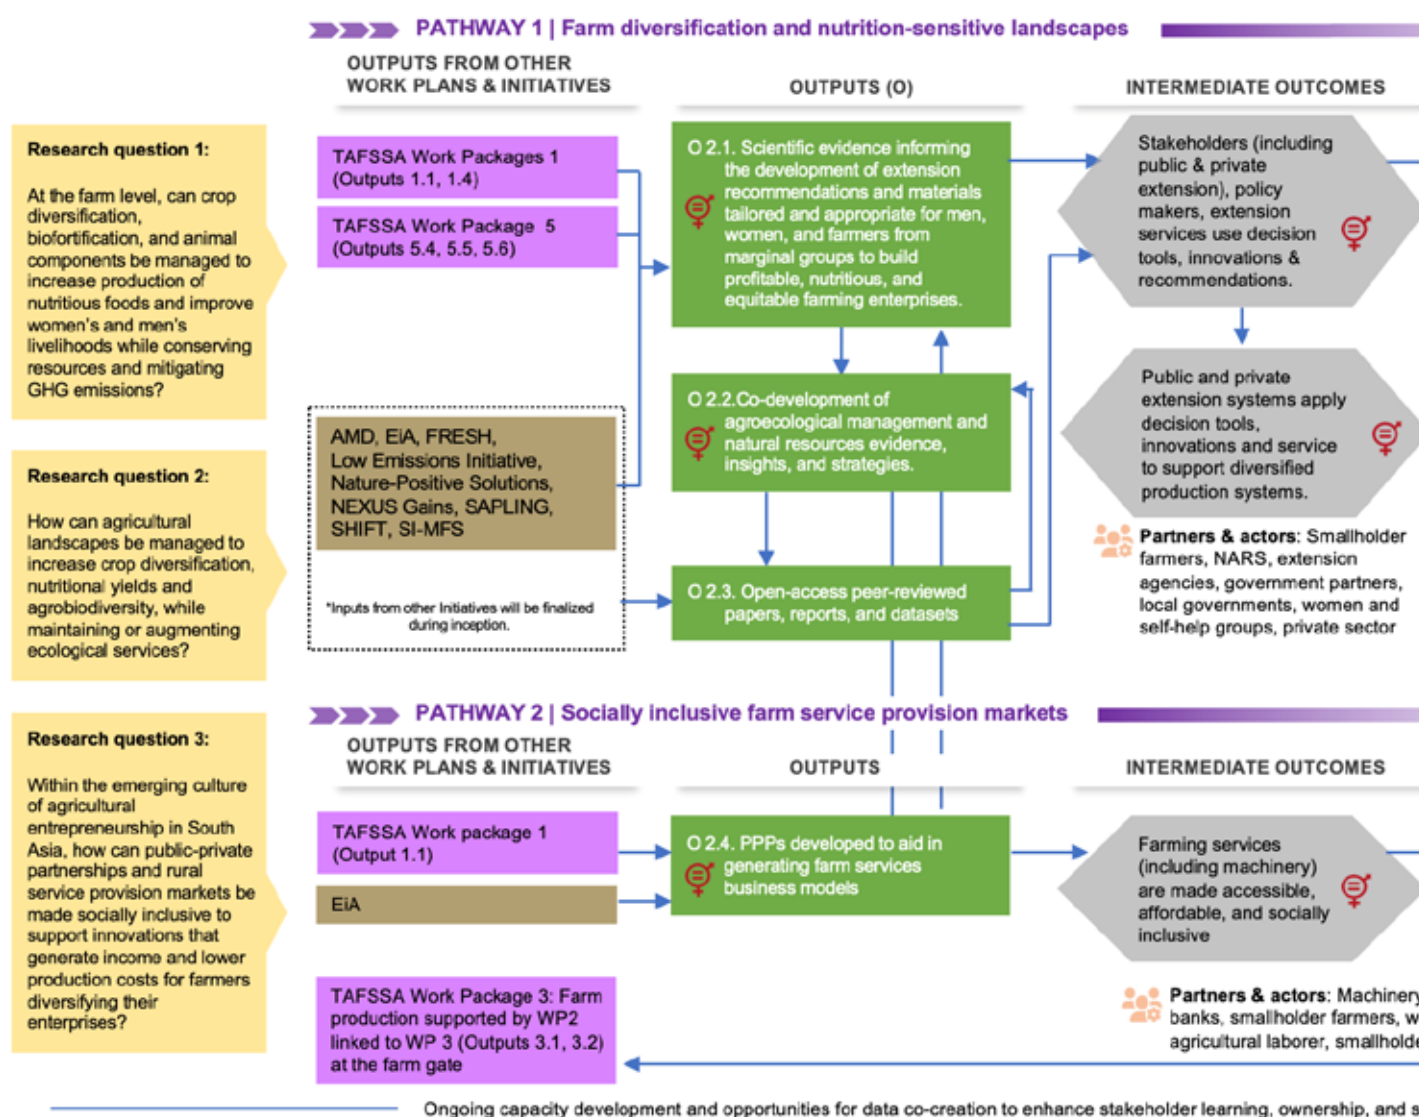 PATHWAY 1 | Farm diversification and nutrition-sensitive landscapes
OUTPUTS FROM OTHER
WORK PLANS & INITIATIVES
OUTPUTS (O)
INTERMEDIATE OUTCOMES
Research question 1:
At the farm level, can crop
diversification,
biofortification, and animal
components be managed to
increase production of
nutritious foods and improve
women's and men's
livelihoods while conserving
resources and mitigating
GHG emissions?
TAFSSA Work Packages 1
(Outputs 1.1, 1.4)
TAFSSA Work Package 5
(Outputs 5.4, 5.5, 5.6)
O 2.1. Scientific evidence informing
the development of extension
recommendations and materials
tailored and appropriate for men,
women, and farmers from
marginal groups to build
profitable, nutritious, and
equitable farming enterprises.
Stakeholders (including
public & private
extension), policy
makers, extension
services use decision
tools, innovations &
recommendations.
Research question 2:
How can agricultural
landscapes be managed to
increase crop diversification,
nutritional yields and
agrobiodiversity, while
maintaining or augmenting
ecological services?
AMD, EiA, FRESH,
Low Emissions Initiative,
Nature-Positive Solutions,
NEXUS Gains, SAPLING,
SHIFT, SI-MFS
*Inputs from other Initiatives will be finalized
during inception.
O 2.2.Co-development of
agroecological management and
natural resources evidence,
insights, and strategies.
O 2.3. Open-access peer-reviewed
papers, reports, and datasets
Public and private
extension systems apply
decision tools,
innovations and service
to support diversified
production systems.
Partners & actors: Smallholder
farmers, NARS, extension
agencies, government partners,
local governments, women and
self-help groups, private sector
PATHWAY 2 | Socially inclusive farm service provision markets
OUTPUTS FROM OTHER
WORK PLANS & INITIATIVES
OUTPUTS
INTERMEDIATE OUTCOMES
Research question 3:
Within the emerging culture
of agricultural
entrepreneurship in South
Asia, how can public-private
partnerships and rural
service provision markets be
made socially inclusive to
support innovations that
generate income and lower
production costs for farmers
diversifying their
enterprises?
TAFSSA Work package 1
(Output 1.1)
EiA
O 2.4. PPPs developed to aid in
generating farm services
business models
Farming services
(including machinery)
are made accessible,
affordable, and socially
inclusive
TAFSSA Work Package 3: Farm
production supported by WP2
linked to WP 3 (Outputs 3.1, 3.2)
at the farm gate
Partners & actors: Machinery
banks, smallholder farmers, w
agricultural laborer, smallholde
Ongoing capacity development and opportunities for data co-creation to enhance stakeholder learning, ownership, and